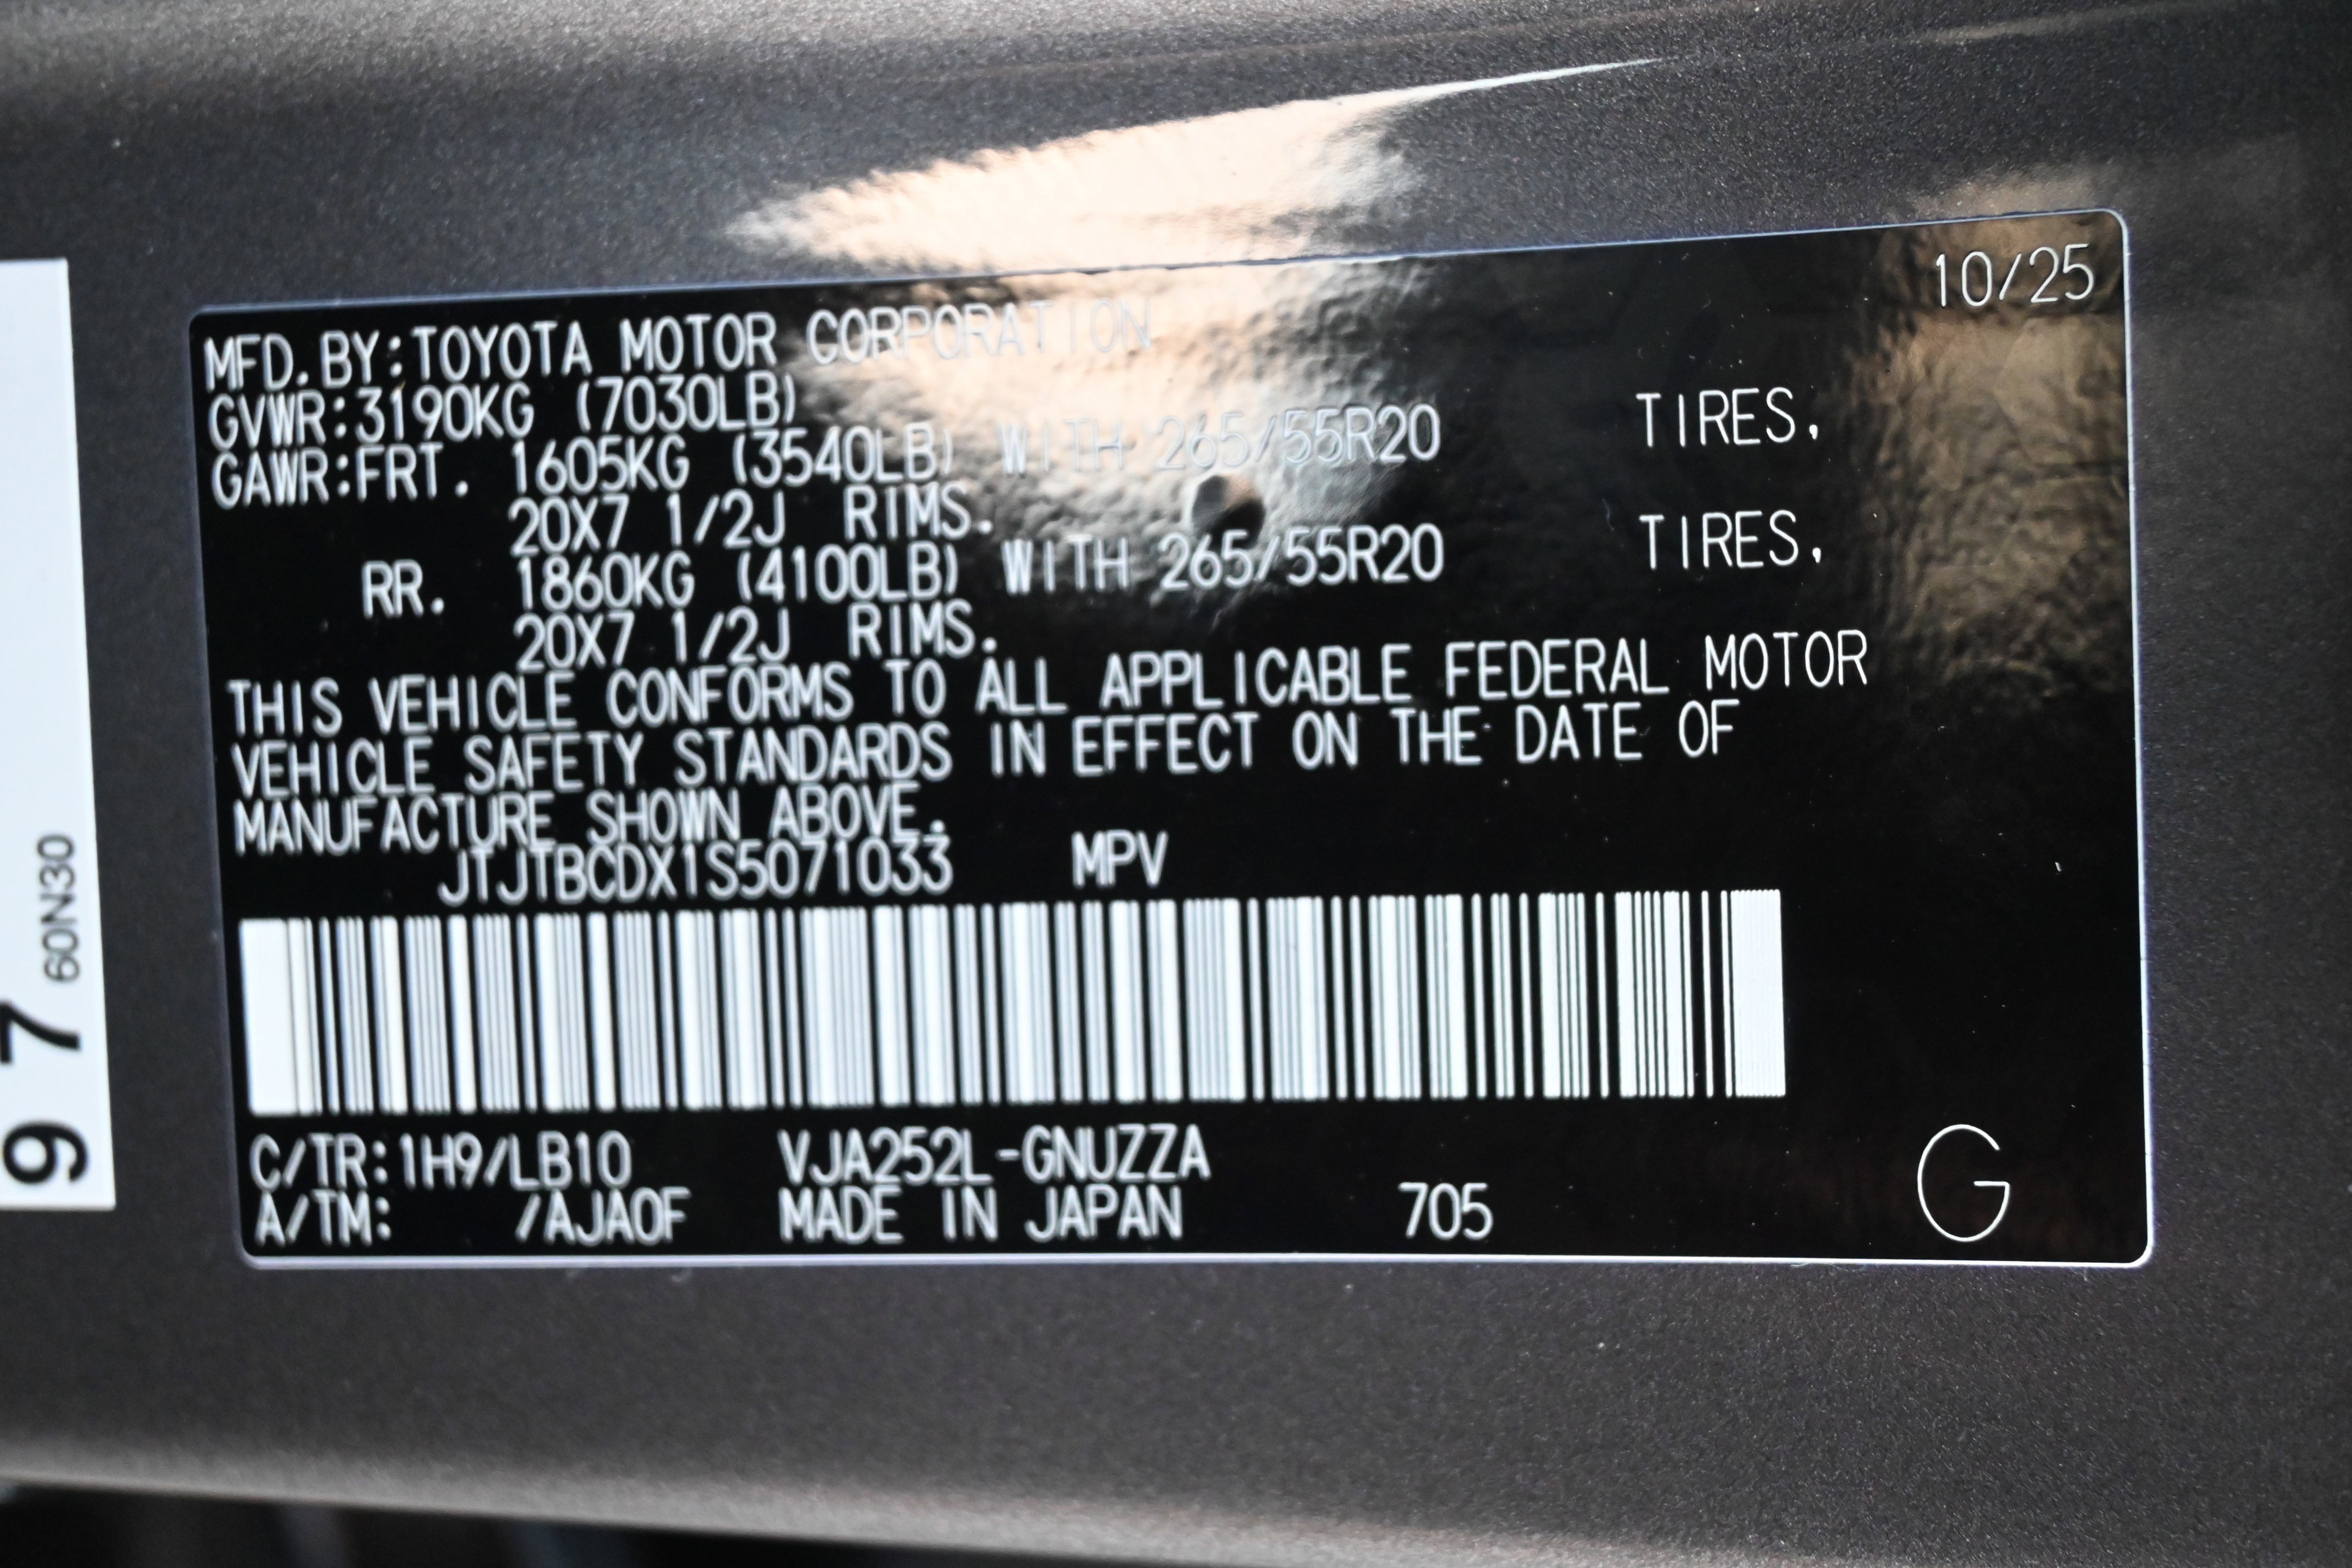 10/25
MFD.BY:TOYOTA MOTOR CORPORATION
GVWR:3190KG (7030LB)
GAWR:FRT. 1605KG (3540LB) WITH 265/55R20 TIRES,
20X7 1/2J RIMS.
RR. 1860KG (4100LB) WITH 265/55R20 TIRES,
20X7 1/2J RIMS.
THIS VEHICLE CONFORMS TO ALL APPLICABLE FEDERAL MOTOR
VEHICLE SAFETY STANDARDS IN EFFECT ON THE DATE OF
MANUFACTURE SHOWN ABOVE.
JTJTBCDX1S5071033 MPV
C/TR:1H9/LB10 VJA252L-GNUZZA
A/TM: /AJA0F MADE IN JAPAN 705 G
9 7
60N30